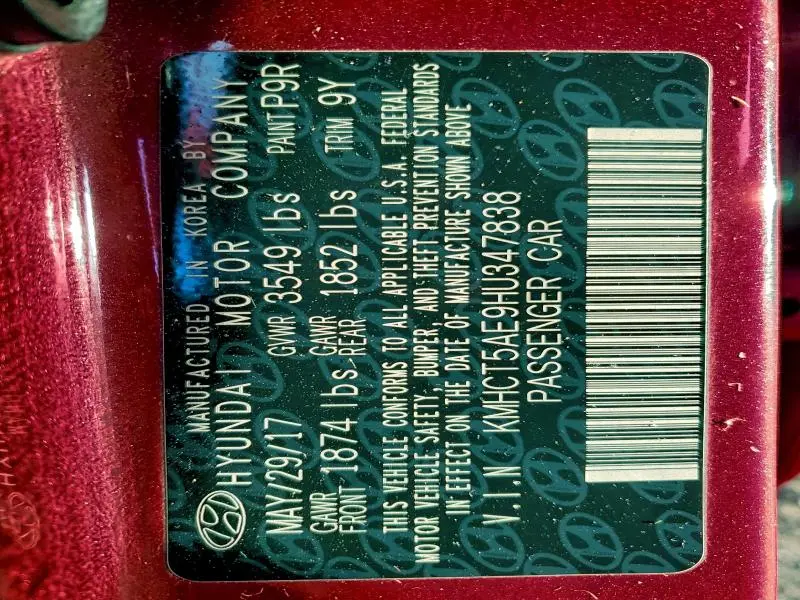 MANUFACTURED IN KOREA BY
HYUNDAI MOTOR COMPANY
MAY/29/17 GVWR 3549 lbs PAINT P9R
GAWR FRONT 1874 lbs. GAWR REAR 1852 lbs TRIM 9Y
THIS VEHICLE CONFORMS TO ALL APPLICABLE U.S.A. FEDERAL
MOTOR VEHICLE SAFETY, BUMPER, AND THEFT PREVENTION STANDARDS
IN EFFECT ON THE DATE OF MANUFACTURE SHOWN ABOVE
V.I.N KMHCT5AE9HU347838
PASSENGER CAR